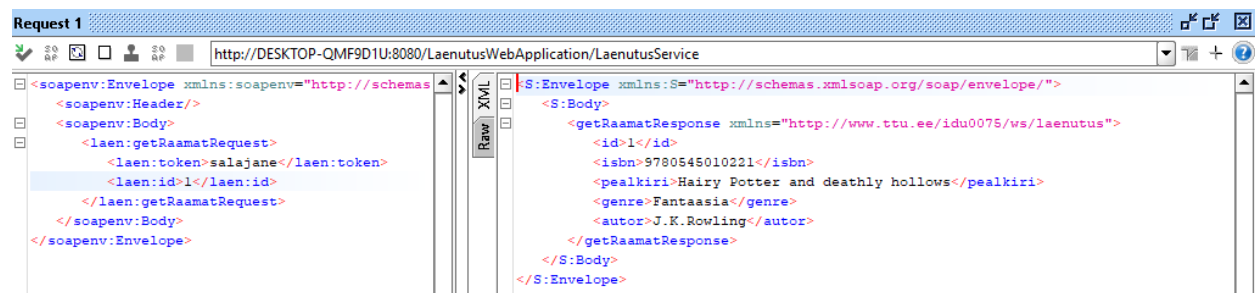 Request 1
http://DESKTOP-QMF9D1U:8080/LaenutusWebApplication/LaenutusService
<soapenv:Envelope xmlns:soapenv="http://schemas
<soapenv:Header/>
<soapenv:Body>
<laen:getRaamatRequest>
<laen:token>salajane</laen:token>
<laen:id>1</laen:id>
</laen:getRaamatRequest>
</soapenv:Body>
</soapenv:Envelope>
XML
Raw
<S:Envelope xmlns:S="http://schemas.xmlsoap.org/soap/envelope/">
<S:Body>
<getRaamatResponse xmlns="http://www.ttu.ee/idu0075/ws/laenutus">
<id>1</id>
<isbn>9780545010221</isbn>
<pealkiri>Hairy Potter and deathly hollows</pealkiri>
<genre>Fantaasia</genre>
<autor>J.K.Rowling</autor>
</getRaamatResponse>
</S:Body>
</S:Envelope>